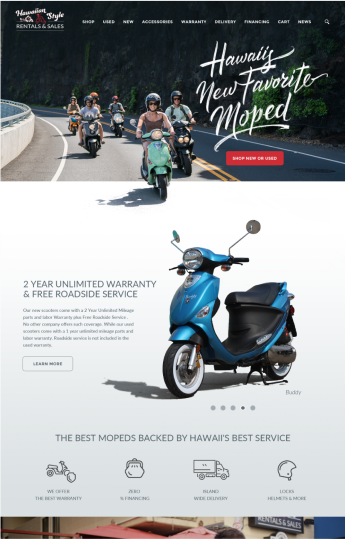 Hawaiian Style
RENTALS & SALES
SHOP USED NEW ACCESSORIES WARRANTY DELIVERY FINANCING CART NEWS
Hawaii's
New Favorite
Moped
SHOP NEW OR USED
2 YEAR UNLIMITED WARRANTY
& FREE ROADSIDE SERVICE
Our new scooters come with a 2 Year Unlimited Mileage
parts and labor Warranty plus Free Roadside Service .
No other company offers such coverage. While our used
scooters come with a 1 year unlimited mileage parts and
labor warranty. Roadside service is not included in the
used warranty.
LEARN MORE
Buddy
THE BEST MOPEDS BACKED BY HAWAII'S BEST SERVICE
WE OFFER
THE BEST WARRANTY
ZERO
% FINANCING
ISLAND
WIDE DELIVERY
LOCKS
HELMETS & MORE
RENTALS & SALES